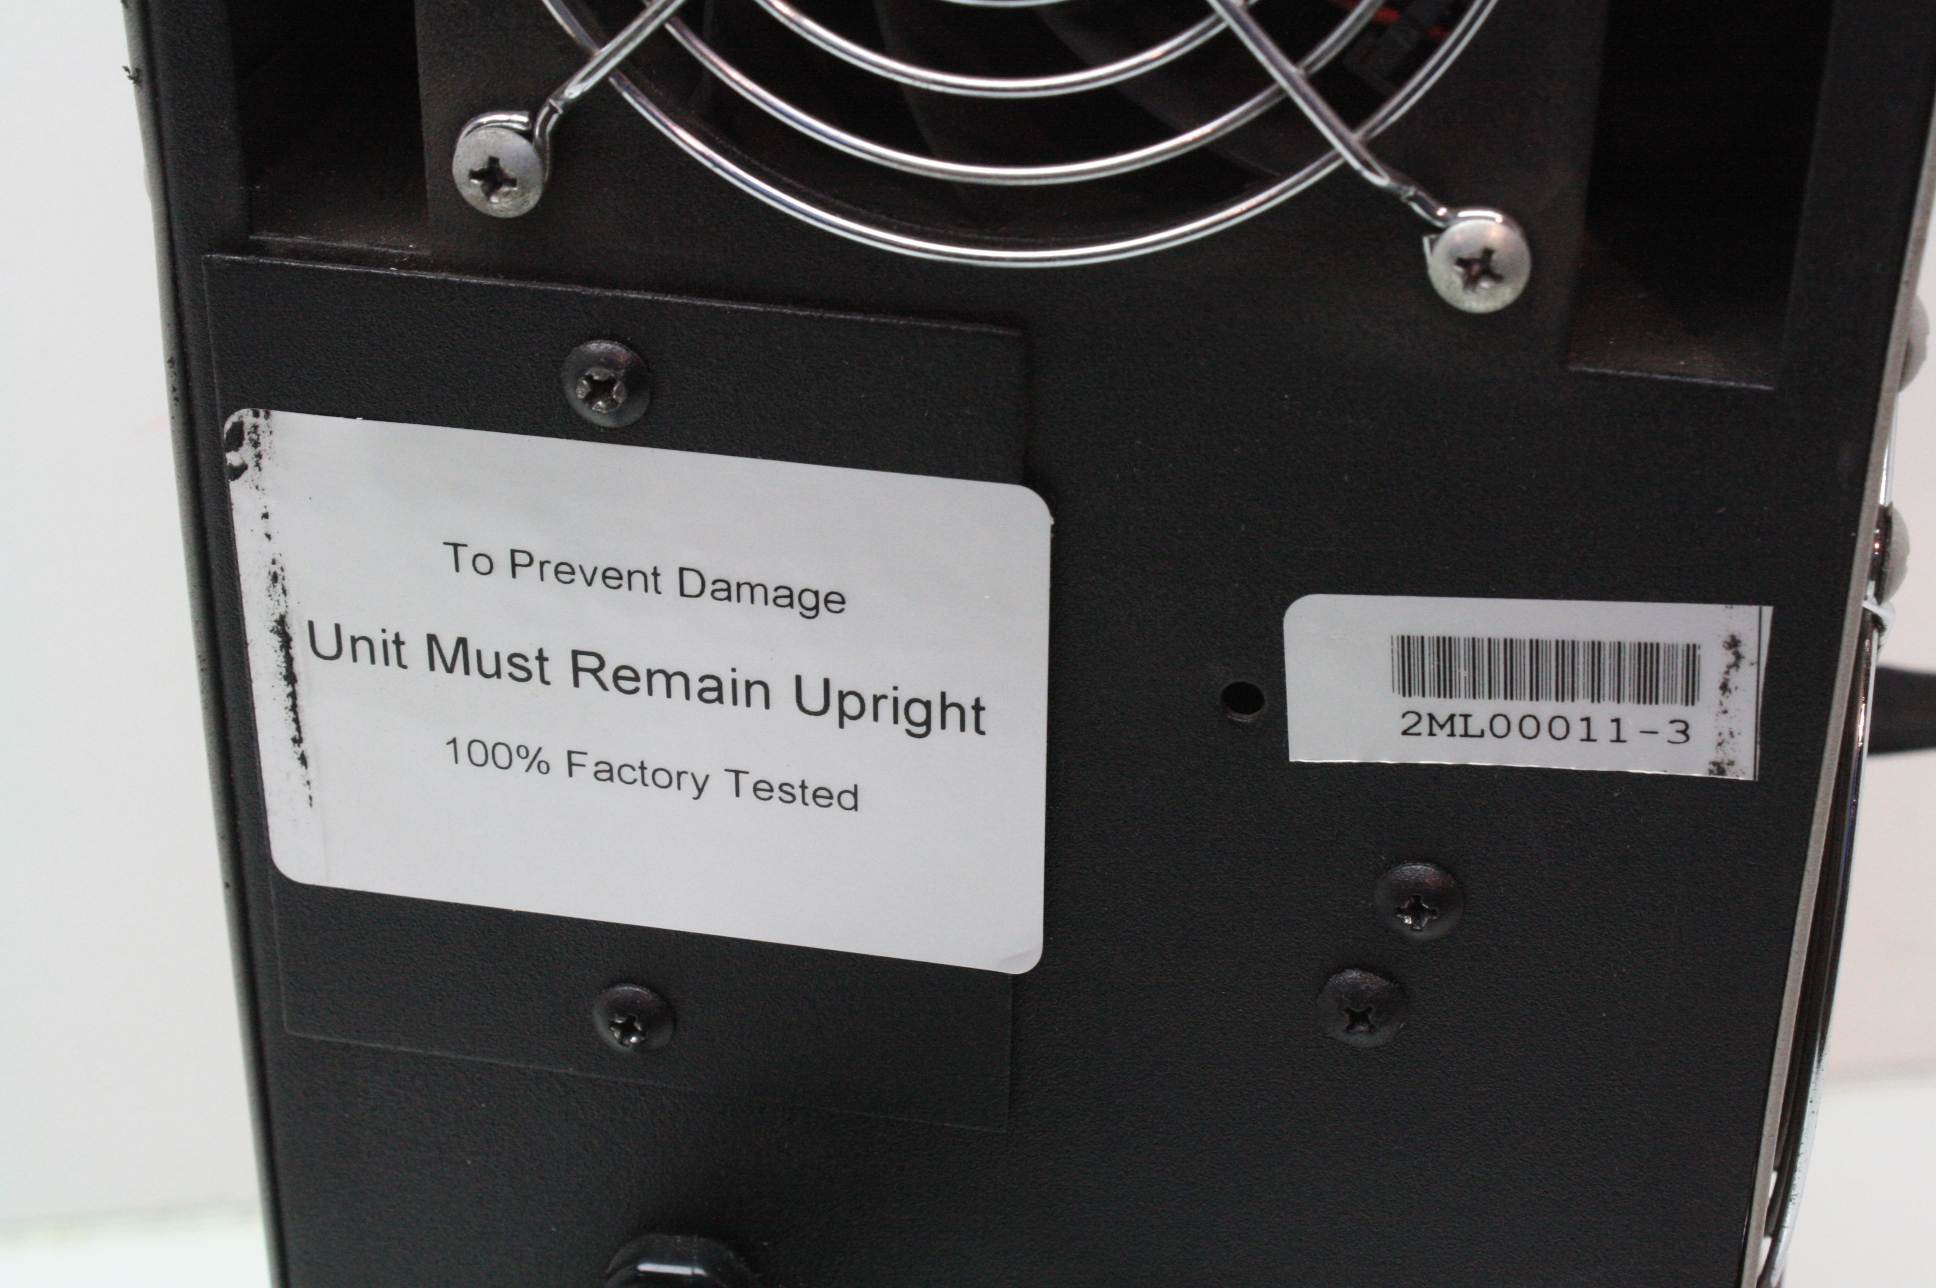 To Prevent Damage
Unit Must Remain Upright
100% Factory Tested
2ML00011-3